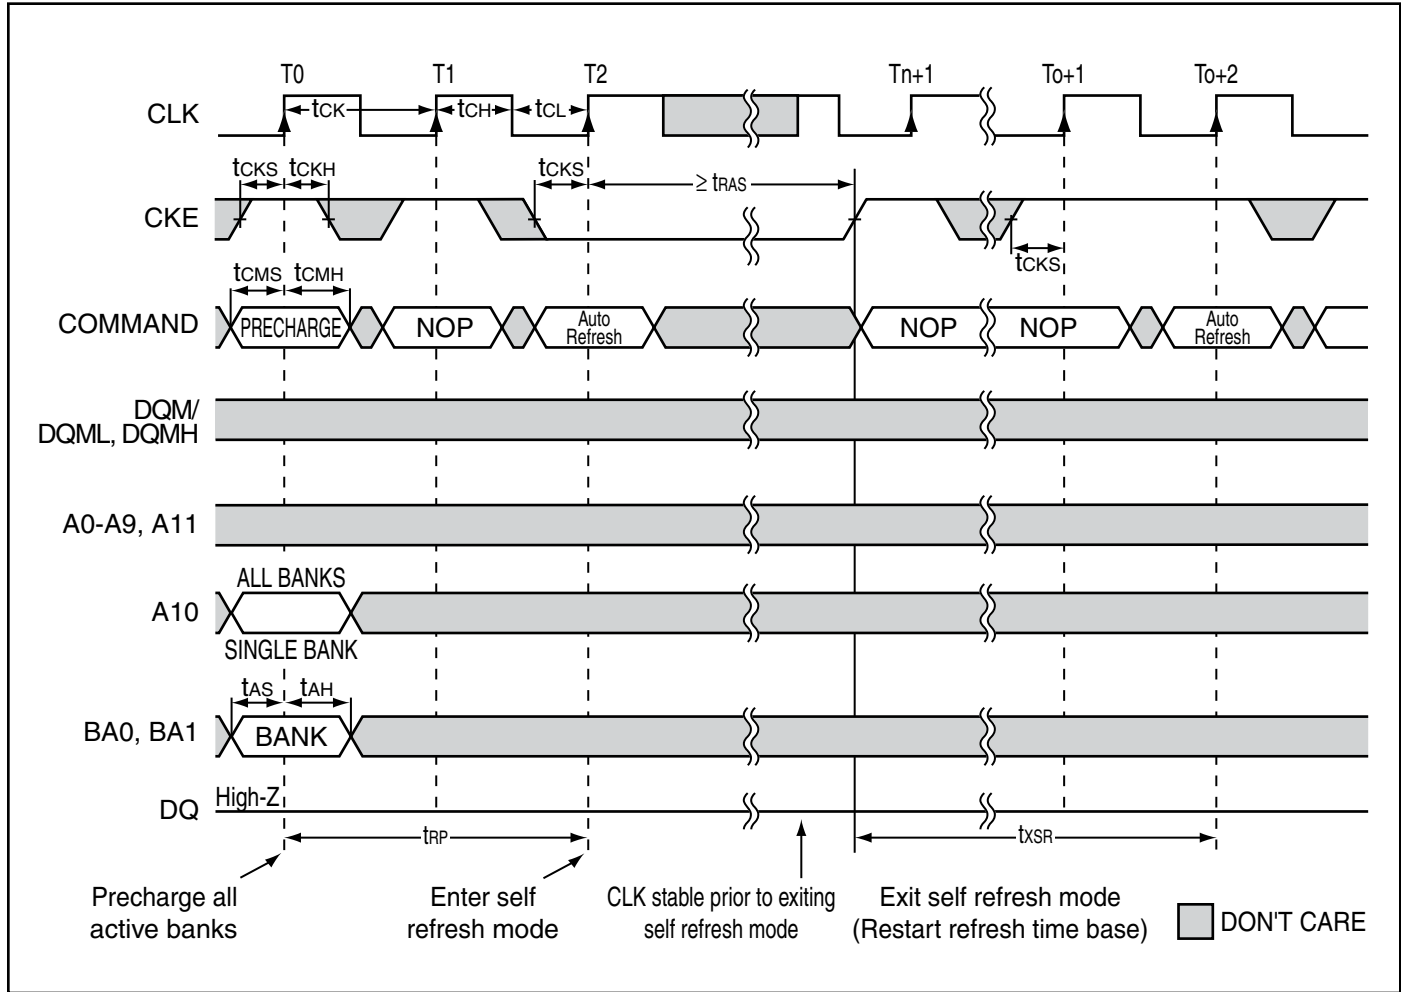 T0 T1 T2 Tn+1 To+1 To+2
CLK
tCK tCH tCL
tCKS tCKH tCKS ≥ tRAS
CKE
tCKS
tCMS tCMH
COMMAND PRECHARGE NOP Auto Refresh NOP NOP Auto Refresh
DQM/
DQML, DQMH
A0-A9, A11
ALL BANKS
A10
SINGLE BANK
tAS tAH
BA0, BA1 BANK
High-Z
DQ
tRP tXSR
Precharge all
active banks
Enter self
refresh mode
CLK stable prior to exiting
self refresh mode
Exit self refresh mode
(Restart refresh time base)
DON'T CARE